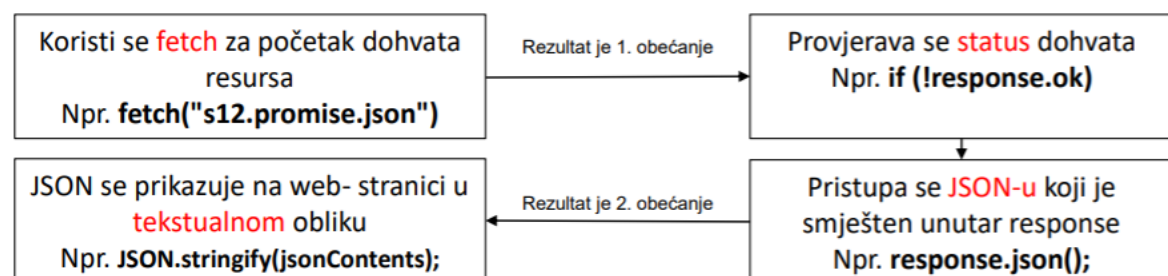 Koristi se fetch za početak dohvata
resursa
Npr. fetch("s12.promise.json")
Rezultat je 1. obećanje
Provjerava se status dohvata
Npr. if (!response.ok)
Pristupa se JSON-u koji je
smješten unutar response
Npr. response.json();
Rezultat je 2. obećanje
JSON se prikazuje na web- stranici u
tekstualnom obliku
Npr. JSON.stringify(jsonContents);